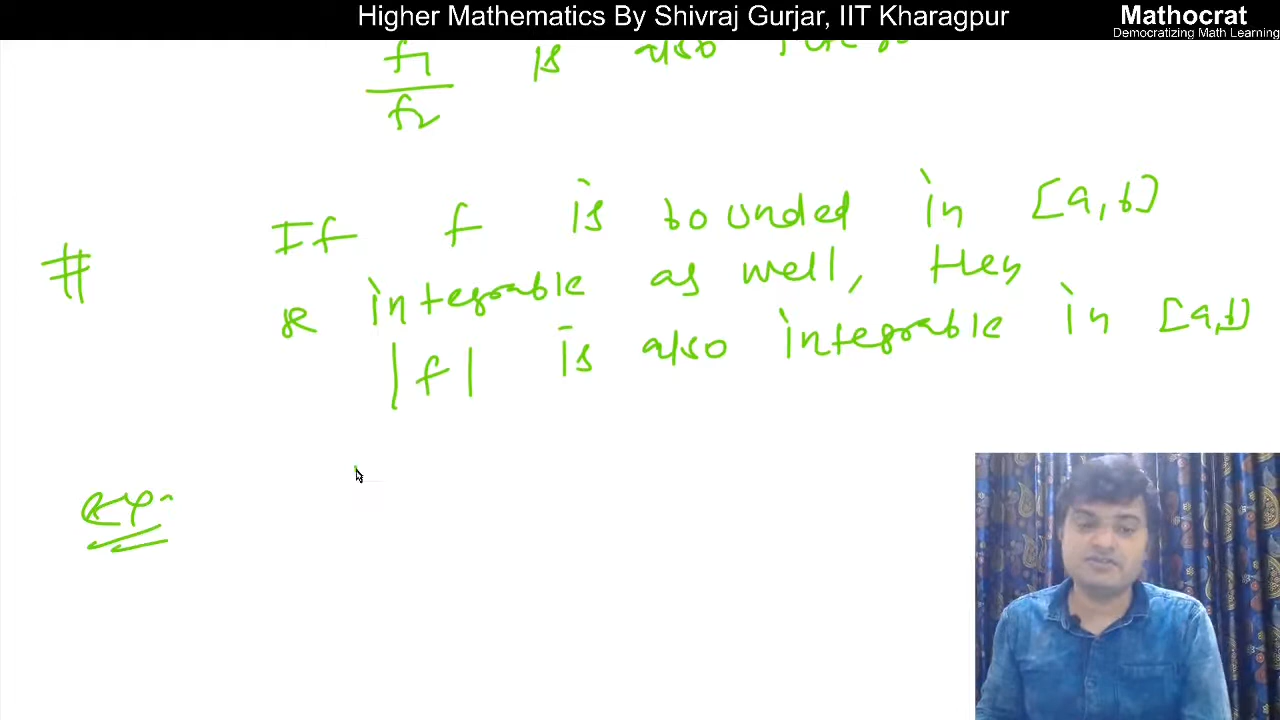 Higher Mathematics By Shivraj Gurjar, IIT Kharagpur
Mathocrat
Democratizing Math Learning
f1 is also
f2
# If f is bounded in [a,b]
& integrable as well, then
|f| is also integrable in [a,b]